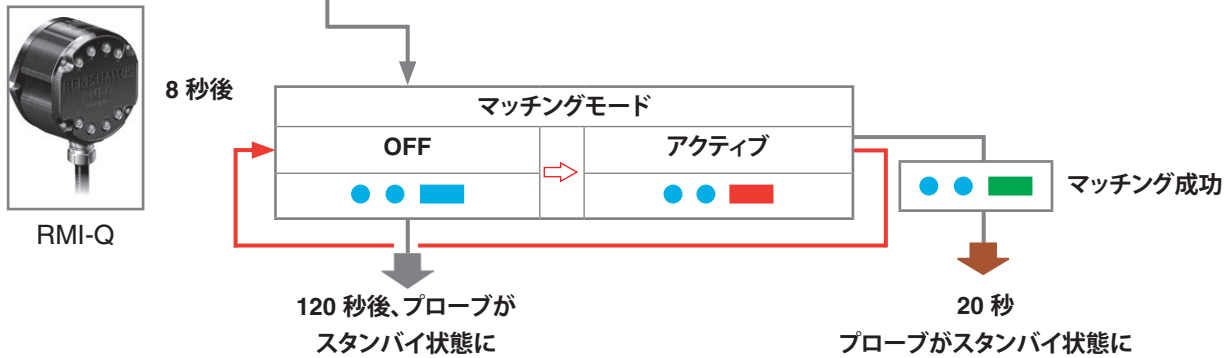 RENISHAW
RMI-Q
8 秒後
マッチングモード
OFF
アクティブ
マッチング成功
RMI-Q
120 秒後、プローブが
スタンバイ状態に
20 秒
プローブがスタンバイ状態に